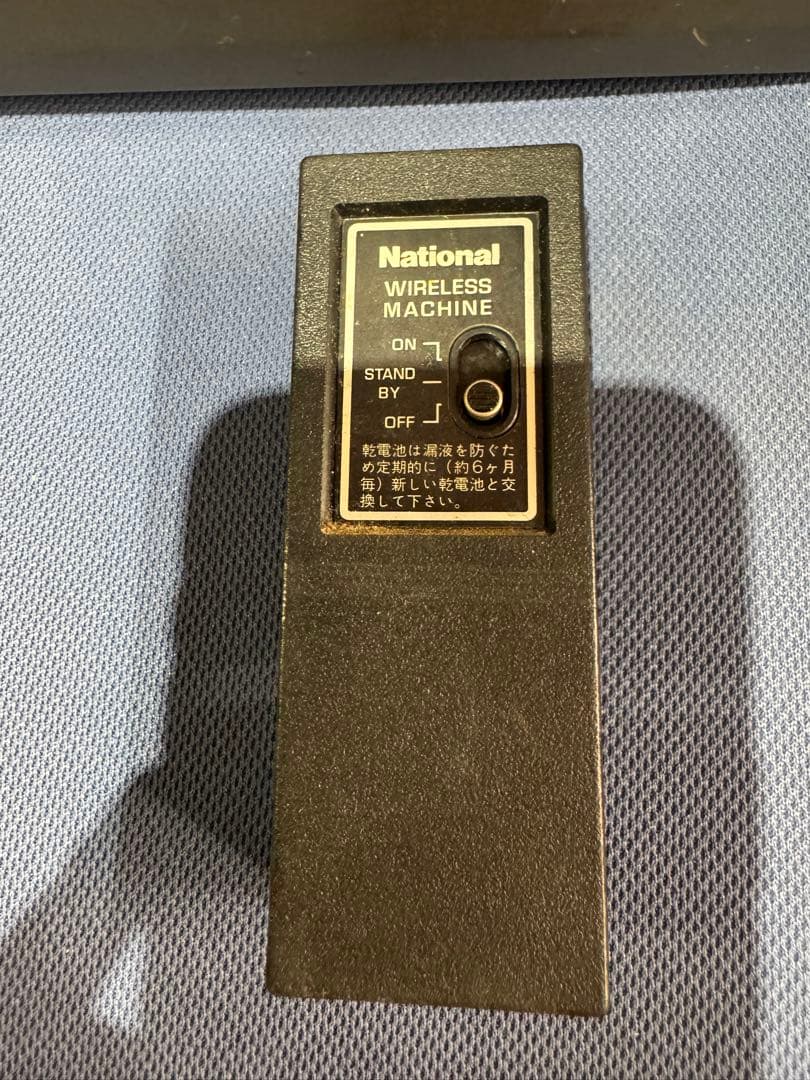 National
WIRELESS
MACHINE
ON
STAND
BY
OFF
乾電池は漏液を防ぐた
め定期的に（約6ヶ月
毎）新しい乾電池と交
換して下さい。